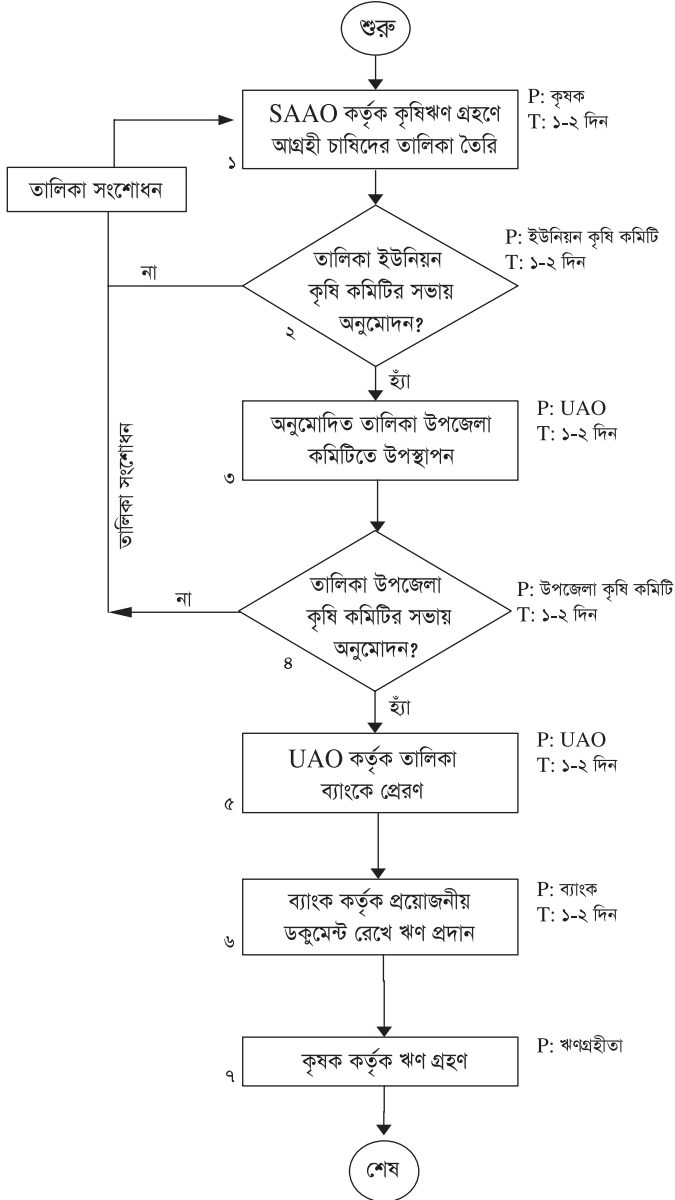 শুরু
SAAO কর্তৃক কৃষিঋণ গ্রহণে
আগ্রহী চাষিদের তালিকা তৈরি
১
P: কৃষক
T: ১-২ দিন
তালিকা সংশোধন
তালিকা ইউনিয়ন
কৃষি কমিটির সভায়
অনুমোদন?
২
P: ইউনিয়ন কৃষি কমিটি
T: ১-২ দিন
না
হ্যাঁ
অনুমোদিত তালিকা উপজেলা
কমিটিতে উপস্থাপন
৩
P: UAO
T: ১-২ দিন
তালিকা সংশোধন
তালিকা উপজেলা
কৃষি কমিটির সভায়
অনুমোদন?
৪
P: উপজেলা কৃষি কমিটি
T: ১-২ দিন
না
হ্যাঁ
UAO কর্তৃক তালিকা
ব্যাংকে প্রেরণ
৫
P: UAO
T: ১-২ দিন
ব্যাংক কর্তৃক প্রয়োজনীয়
ডকুমেন্ট রেখে ঋণ প্রদান
৬
P: ব্যাংক
T: ১-২ দিন
কৃষক কর্তৃক ঋণ গ্রহণ
৭
P: ঋণগ্রহীতা
শেষ